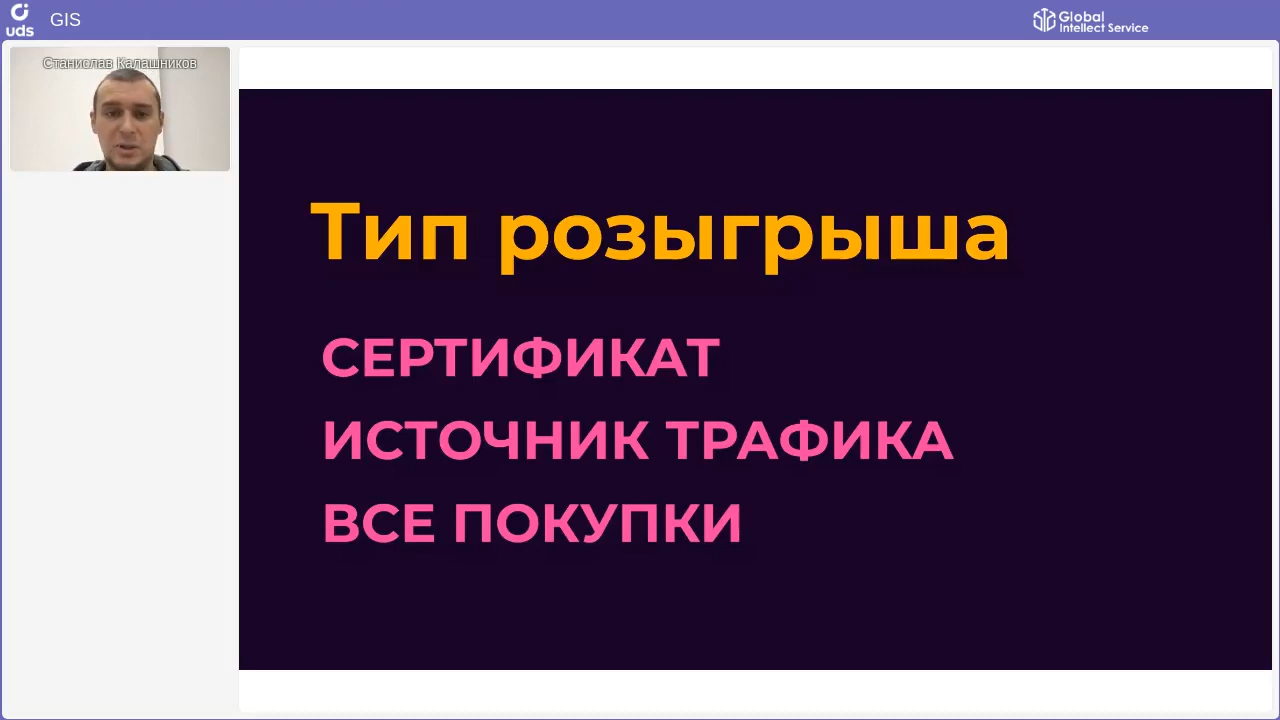 uds
GIS
Global
Intellect Service
Станислав Калашников
Тип розыгрыша
СЕРТИФИКАТ
ИСТОЧНИК ТРАФИКА
ВСЕ ПОКУПКИ